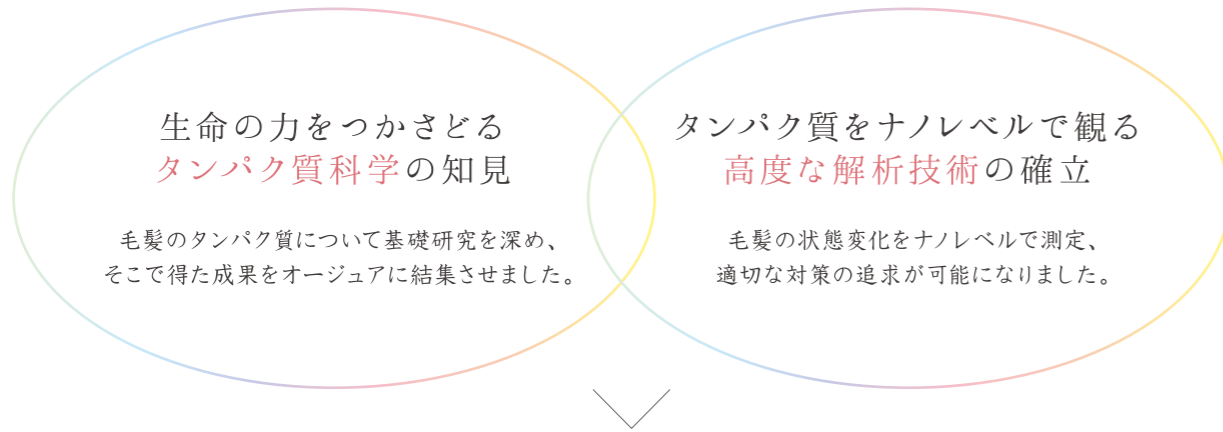 生命の力をつかさどる
タンパク質科学の知見
毛髪のタンパク質について基礎研究を深め、
そこで得た成果をオージュアに結集させました。
タンパク質をナノレベルで観る
高度な解析技術の確立
毛髪の状態変化をナノレベルで測定、
適切な対策の追求が可能になりました。